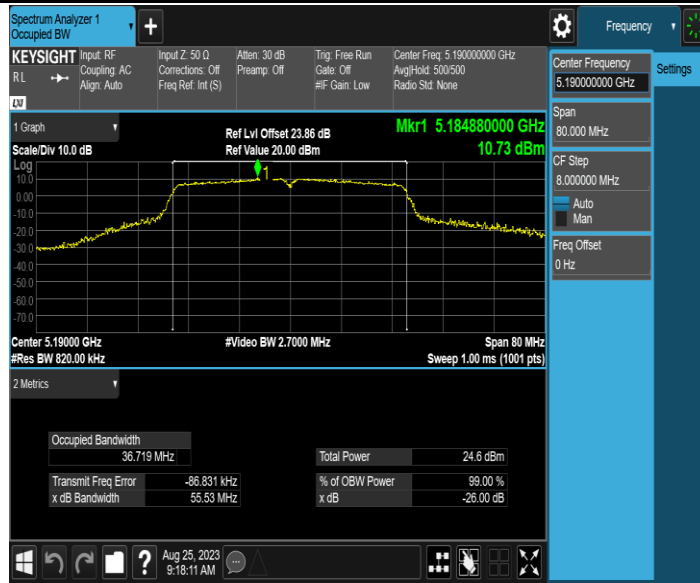 Spectrum Analyzer 1
Occupied BW
+
Frequency
KEYSIGHT
RL
LXI
Input: RF
Coupling: AC
Align: Auto
Input Z: 50 Ω
Corrections: Off
Freq Ref: Int (S)
Atten: 30 dB
Preamp: Off
Trig: Free Run
Gate: Off
#IF Gain: Low
Center Freq: 5.190000000 GHz
Avg|Hold: 500/500
Radio Std: None
Center Frequency
5.190000000 GHz
Settings
Span
80.000 MHz
CF Step
8.000000 MHz
Auto
Man
Freq Offset
0 Hz
1 Graph
Scale/Div 10.0 dB
Ref Lvl Offset 23.86 dB
Ref Value 20.00 dBm
Mkr1 5.184880000 GHz
10.73 dBm
Log
10.0
0.00
-10.0
-20.0
-30.0
-40.0
-50.0
-60.0
-70.0
1
Center 5.19000 GHz
#Res BW 820.00 kHz
#Video BW 2.7000 MHz
Span 80 MHz
Sweep 1.00 ms (1001 pts)
2 Metrics
Occupied Bandwidth
36.719 MHz
Total Power 24.6 dBm
Transmit Freq Error -86.831 kHz
% of OBW Power 99.00 %
x dB Bandwidth 55.53 MHz
x dB -26.00 dB
?
Aug 25, 2023
9:18:11 AM